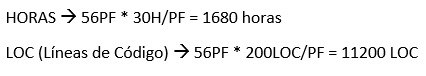 HORAS → 56PF * 30H/PF = 1680 horas
LOC (Líneas de Código) → 56PF * 200LOC/PF = 11200 LOC